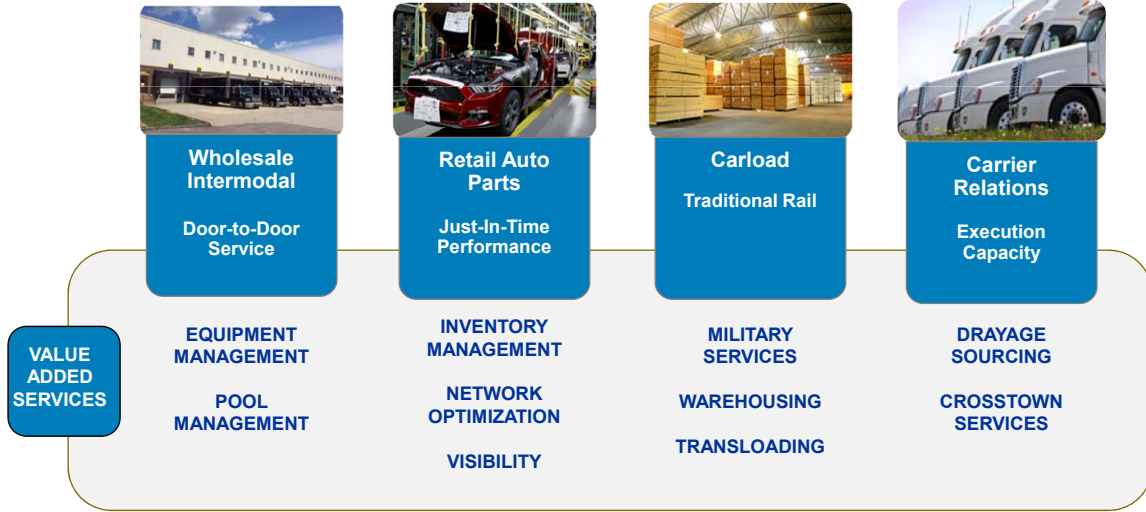 Wholesale
Intermodal
Door-to-Door
Service
Retail Auto
Parts
Just-In-Time
Performance
Carload
Traditional Rail
Carrier
Relations
Execution
Capacity
VALUE
ADDED
SERVICES
EQUIPMENT
MANAGEMENT
POOL
MANAGEMENT
INVENTORY
MANAGEMENT
NETWORK
OPTIMIZATION
VISIBILITY
MILITARY
SERVICES
WAREHOUSING
TRANSLOADING
DRAYAGE
SOURCING
CROSSTOWN
SERVICES